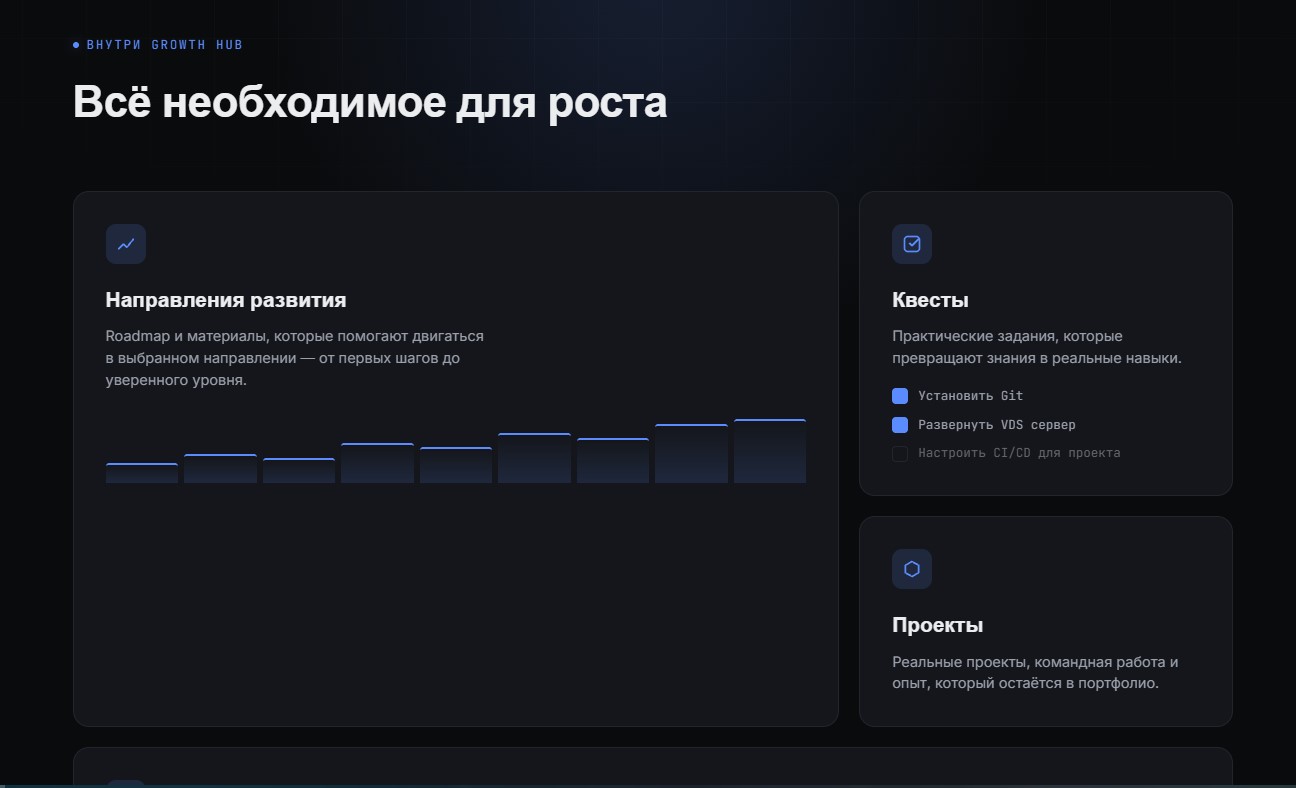 ВНУТРИ GROWTH HUB
Всё необходимое для роста
Направления развития
Roadmap и материалы, которые помогают двигаться
в выбранном направлении — от первых шагов до
уверенного уровня.
Квесты
Практические задания, которые
превращают знания в реальные навыки.
Установить Git
Развернуть VDS сервер
Настроить CI/CD для проекта
Проекты
Реальные проекты, командная работа и
опыт, который остаётся в портфолио.